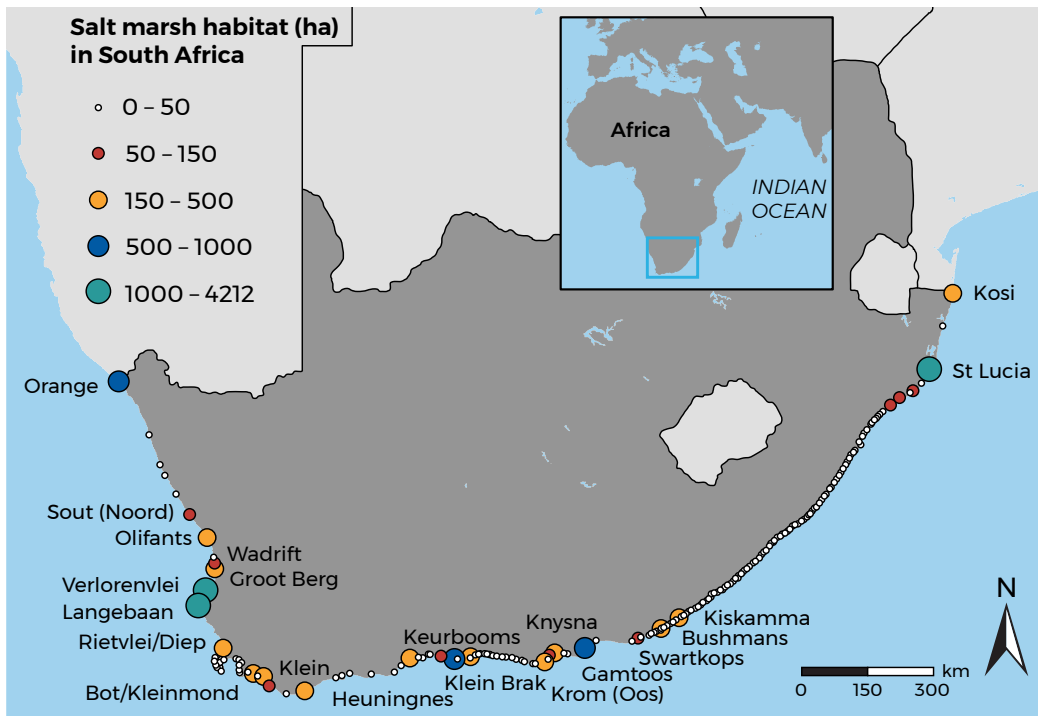 Salt marsh habitat (ha)
in South Africa
0 – 50
50 – 150
150 – 500
500 – 1000
1000 – 4212
Africa
INDIAN
OCEAN
Kosi
St Lucia
Orange
Sout (Noord)
Olifants
Wadrift
Groot Berg
Verlorenvlei
Langebaan
Rietvlei/Diep
Bot/Kleinmond
Klein
Heuningnes
Keurbooms
Klein Brak
Knysna
Krom (Oos)
Gamtoos
Swartkops
Bushmans
Kiskamma
N
km
0 150 300